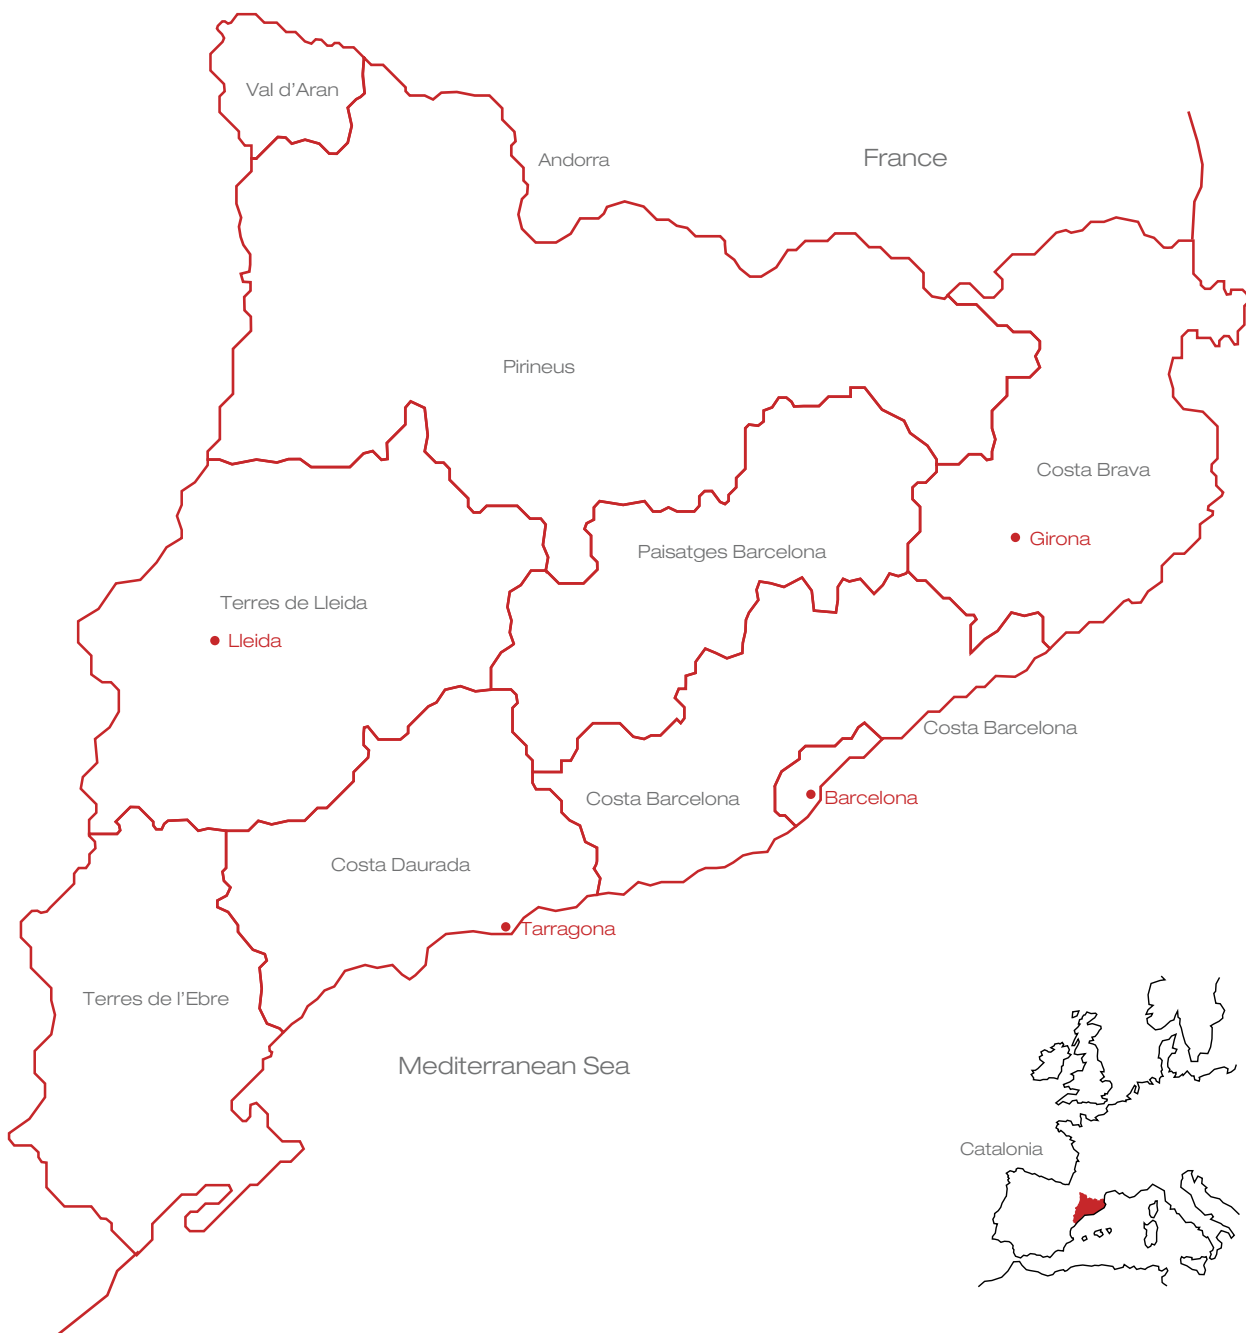 Val d'Aran
Andorra
France
Pirineus
Costa Brava
Girona
Paisatges Barcelona
Terres de Lleida
Lleida
Costa Barcelona
Costa Barcelona
Barcelona
Costa Daurada
Tarragona
Terres de l'Ebre
Mediterranean Sea
Catalonia